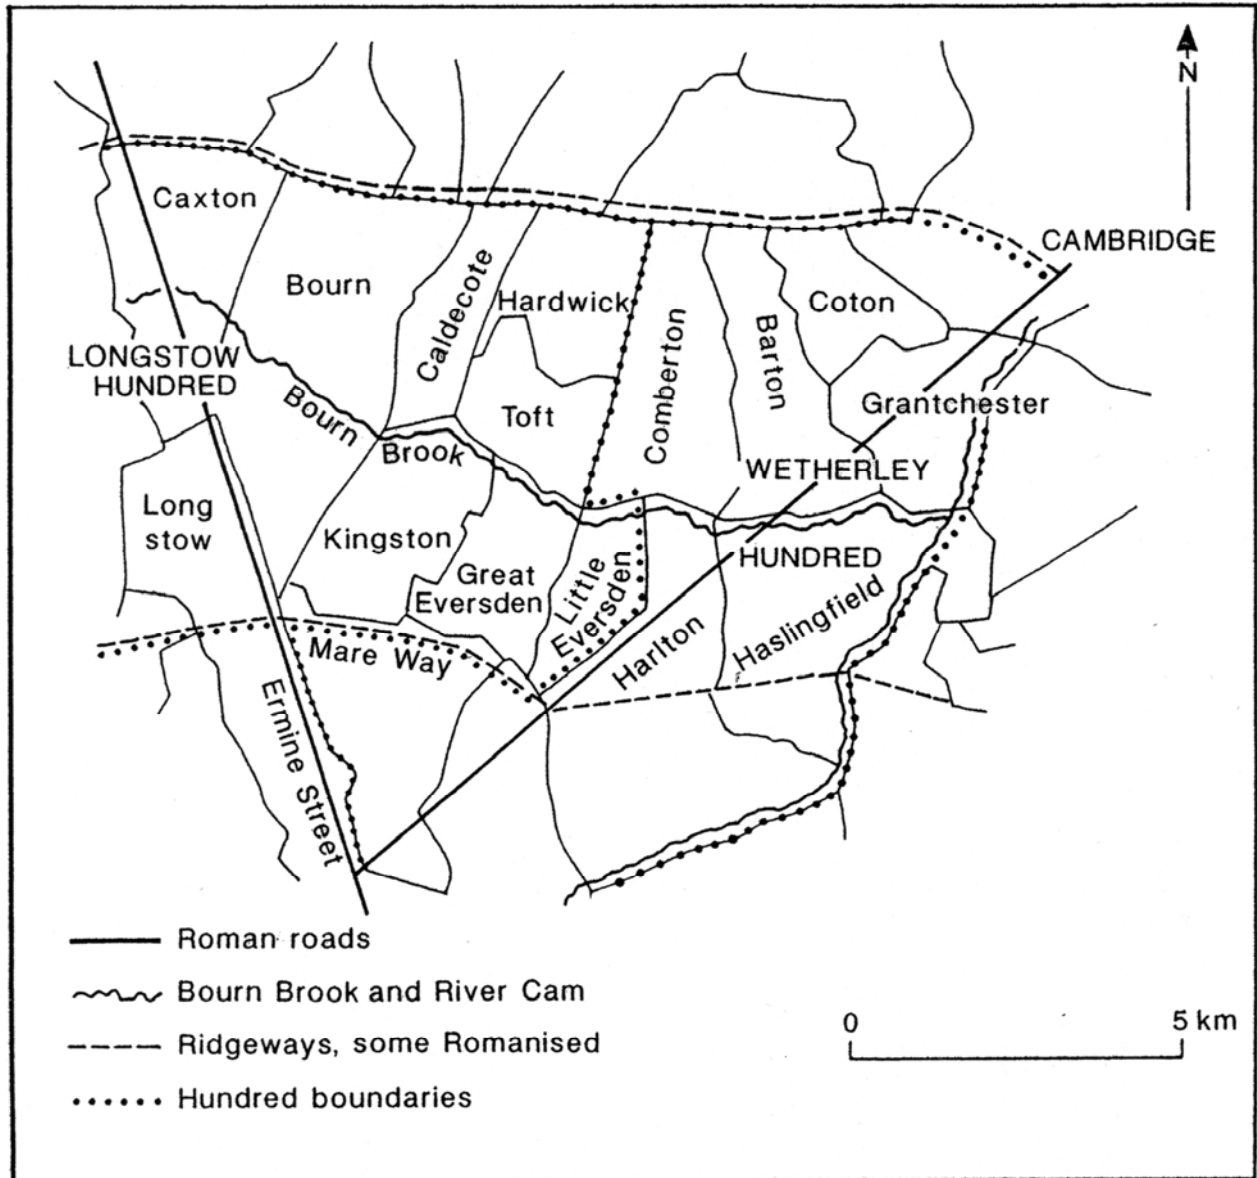 N
CAMBRIDGE
Caxton
Bourn
Caldecote
Hardwick
Comberton
Barton
Coton
LONGSTOW
HUNDRED
Bourn
Brook
Toft
Grantchester
WETHERLEY
HUNDRED
Long
stow
Kingston
Great
Eversden
Little
Eversden
Harlton
Haslingfield
Mare Way
Ermine Street
Roman roads
Bourn Brook and River Cam
Ridgeways, some Romanised
Hundred boundaries
0
5 km